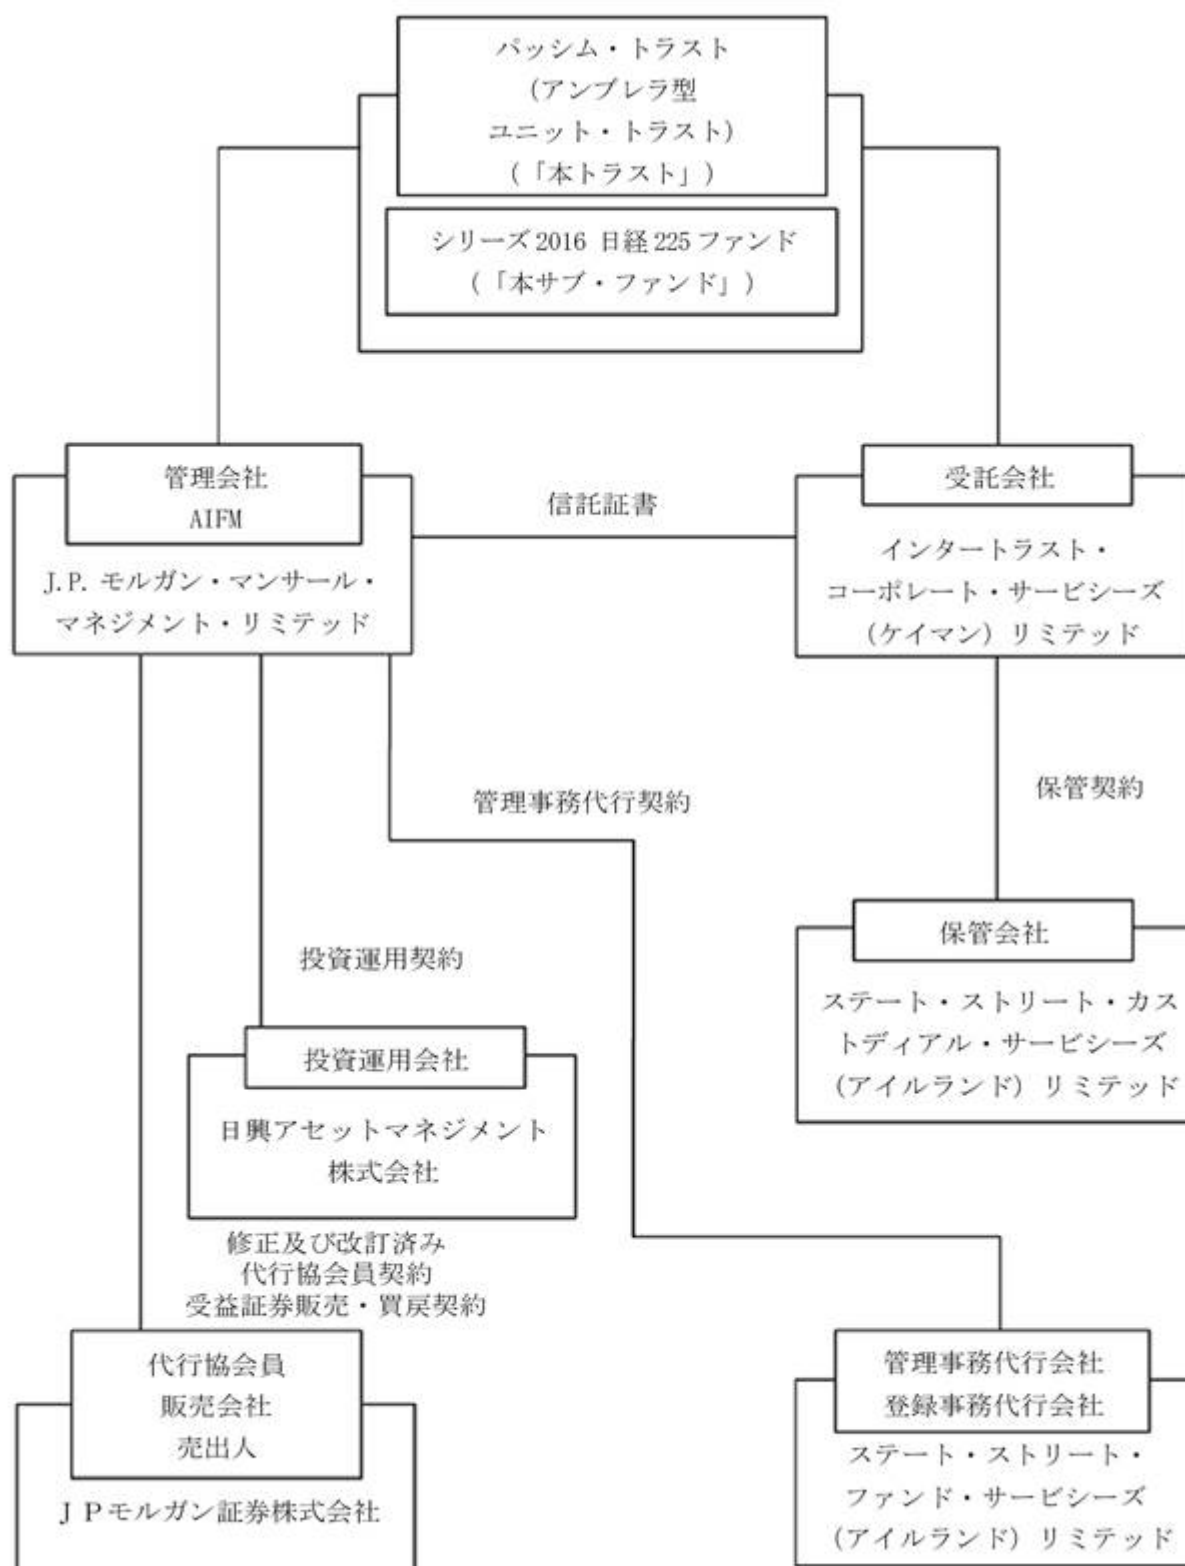 パッシム・トラスト
(アンブレラ型
ユニット・トラスト)
(「本トラスト」)
シリーズ2016 日経225ファンド
(「本サブ・ファンド」)
管理会社
AIFM
J.P. モルガン・マンサール・
マネジメント・リミテッド
信託証書
受託会社
インタートラスト・
コーポレート・サービシーズ
(ケイマン) リミテッド
管理事務代行契約
保管契約
保管会社
ステート・ストリート・カス
トディアル・サービシーズ
(アイルランド) リミテッド
投資運用契約
投資運用会社
日興アセットマネジメント
株式会社
修正及び改訂済み
代行協会員契約
受益証券販売・買戻契約
代行協会員
販売会社
売出人
JPモルガン証券株式会社
管理事務代行会社
登録事務代行会社
ステート・ストリート・
ファンド・サービシーズ
(アイルランド) リミテッド